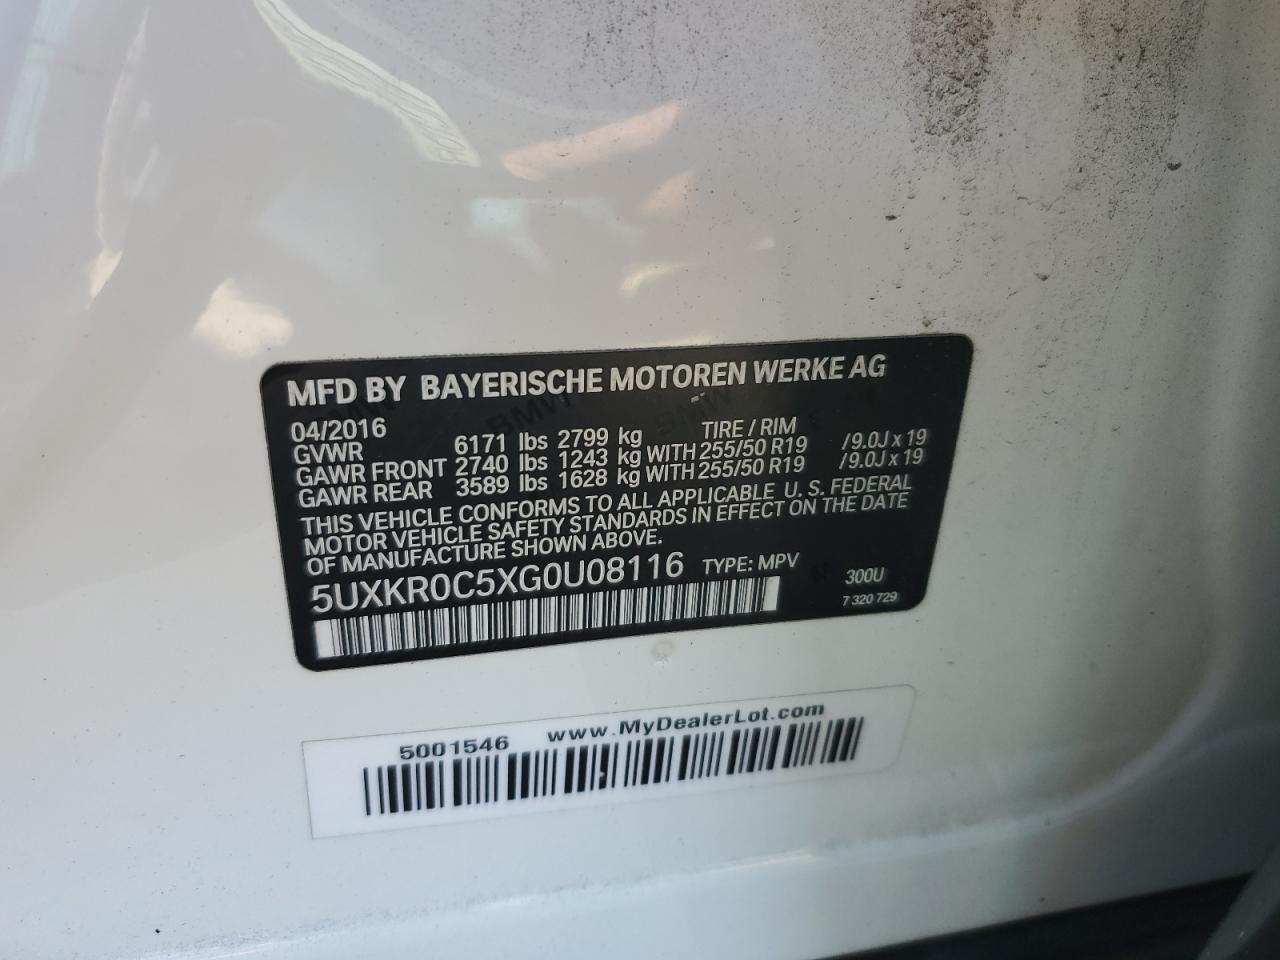 MFD BY BAYERISCHE MOTOREN WERKE AG
04/2016 TIRE / RIM
GVWR 6171 lbs 2799 kg
GAWR FRONT 2740 lbs 1243 kg WITH 255/50 R19 /9.0J x 19
GAWR REAR 3589 lbs 1628 kg WITH 255/50 R19 /9.0J x 19
THIS VEHICLE CONFORMS TO ALL APPLICABLE U. S. FEDERAL
MOTOR VEHICLE SAFETY STANDARDS IN EFFECT ON THE DATE
OF MANUFACTURE SHOWN ABOVE.
5UXKR0C5XG0U08116 TYPE: MPV 300U
7 320 729
5001546 www.MyDealerLot.com